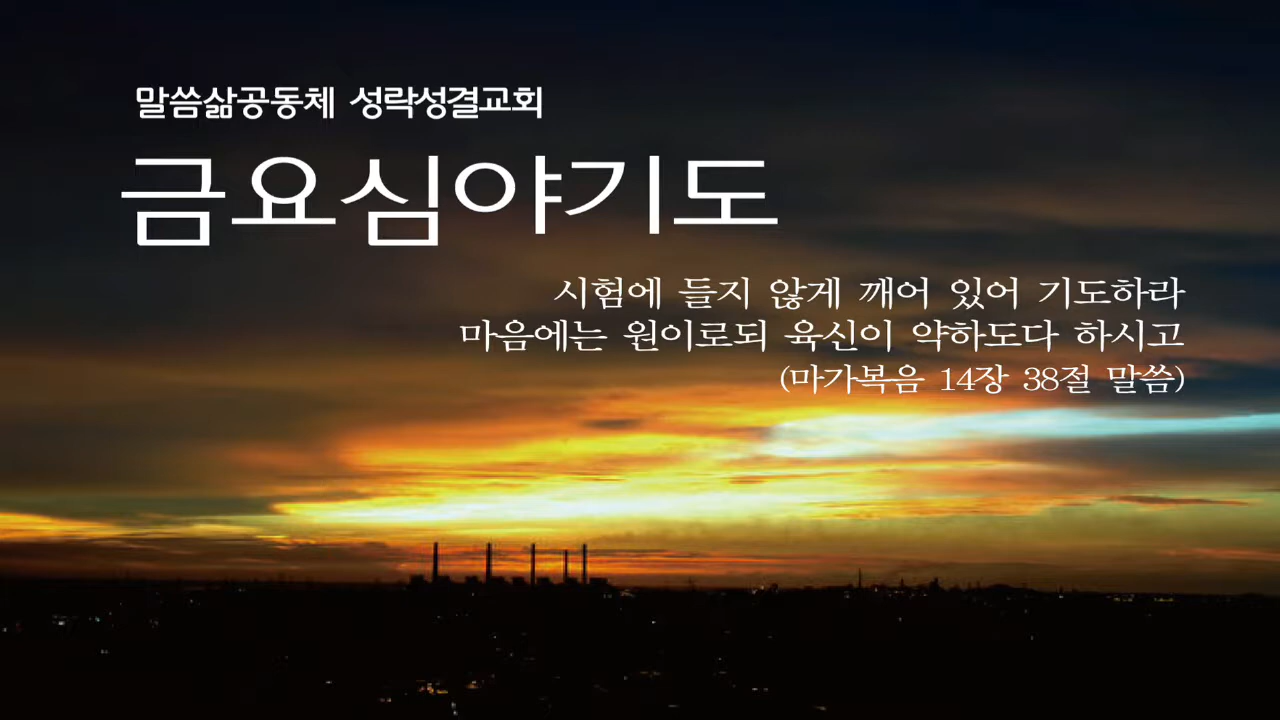 말씀삶공동체 성락성결교회
금요심야기도
시험에 들지 않게 깨어 있어 기도하라
마음에는 원이로되 육신이 약하도다 하시고
(마가복음 14장 38절 말씀)